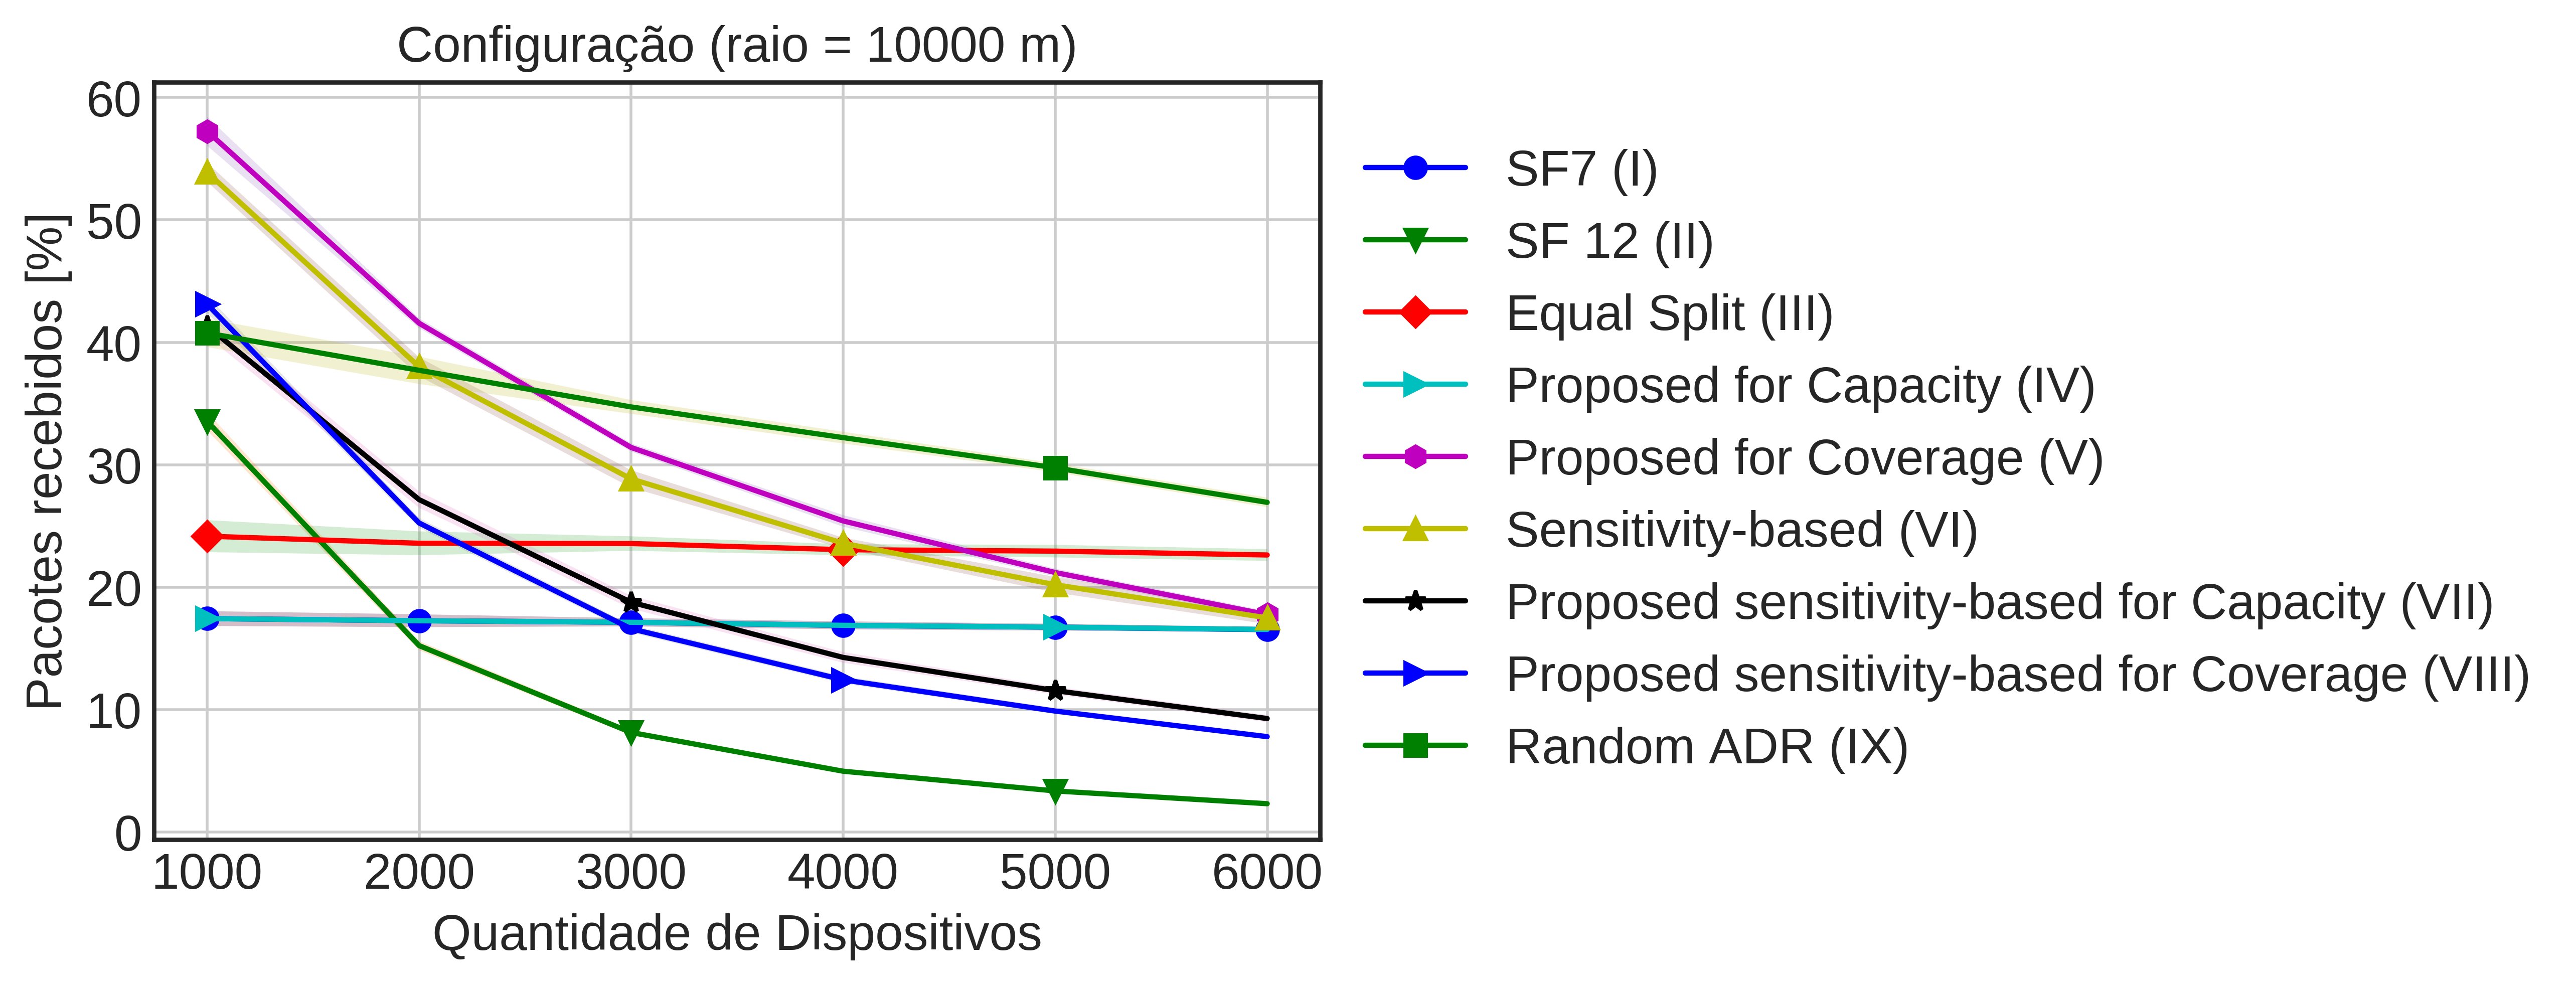 Configuração (raio = 10000 m)
Pacotes recebidos [%]
60
50
40
30
20
10
0
1000 2000 3000 4000 5000 6000
Quantidade de Dispositivos
SF7 (I)
SF 12 (II)
Equal Split (III)
Proposed for Capacity (IV)
Proposed for Coverage (V)
Sensitivity-based (VI)
Proposed sensitivity-based for Capacity (VII)
Proposed sensitivity-based for Coverage (VIII)
Random ADR (IX)